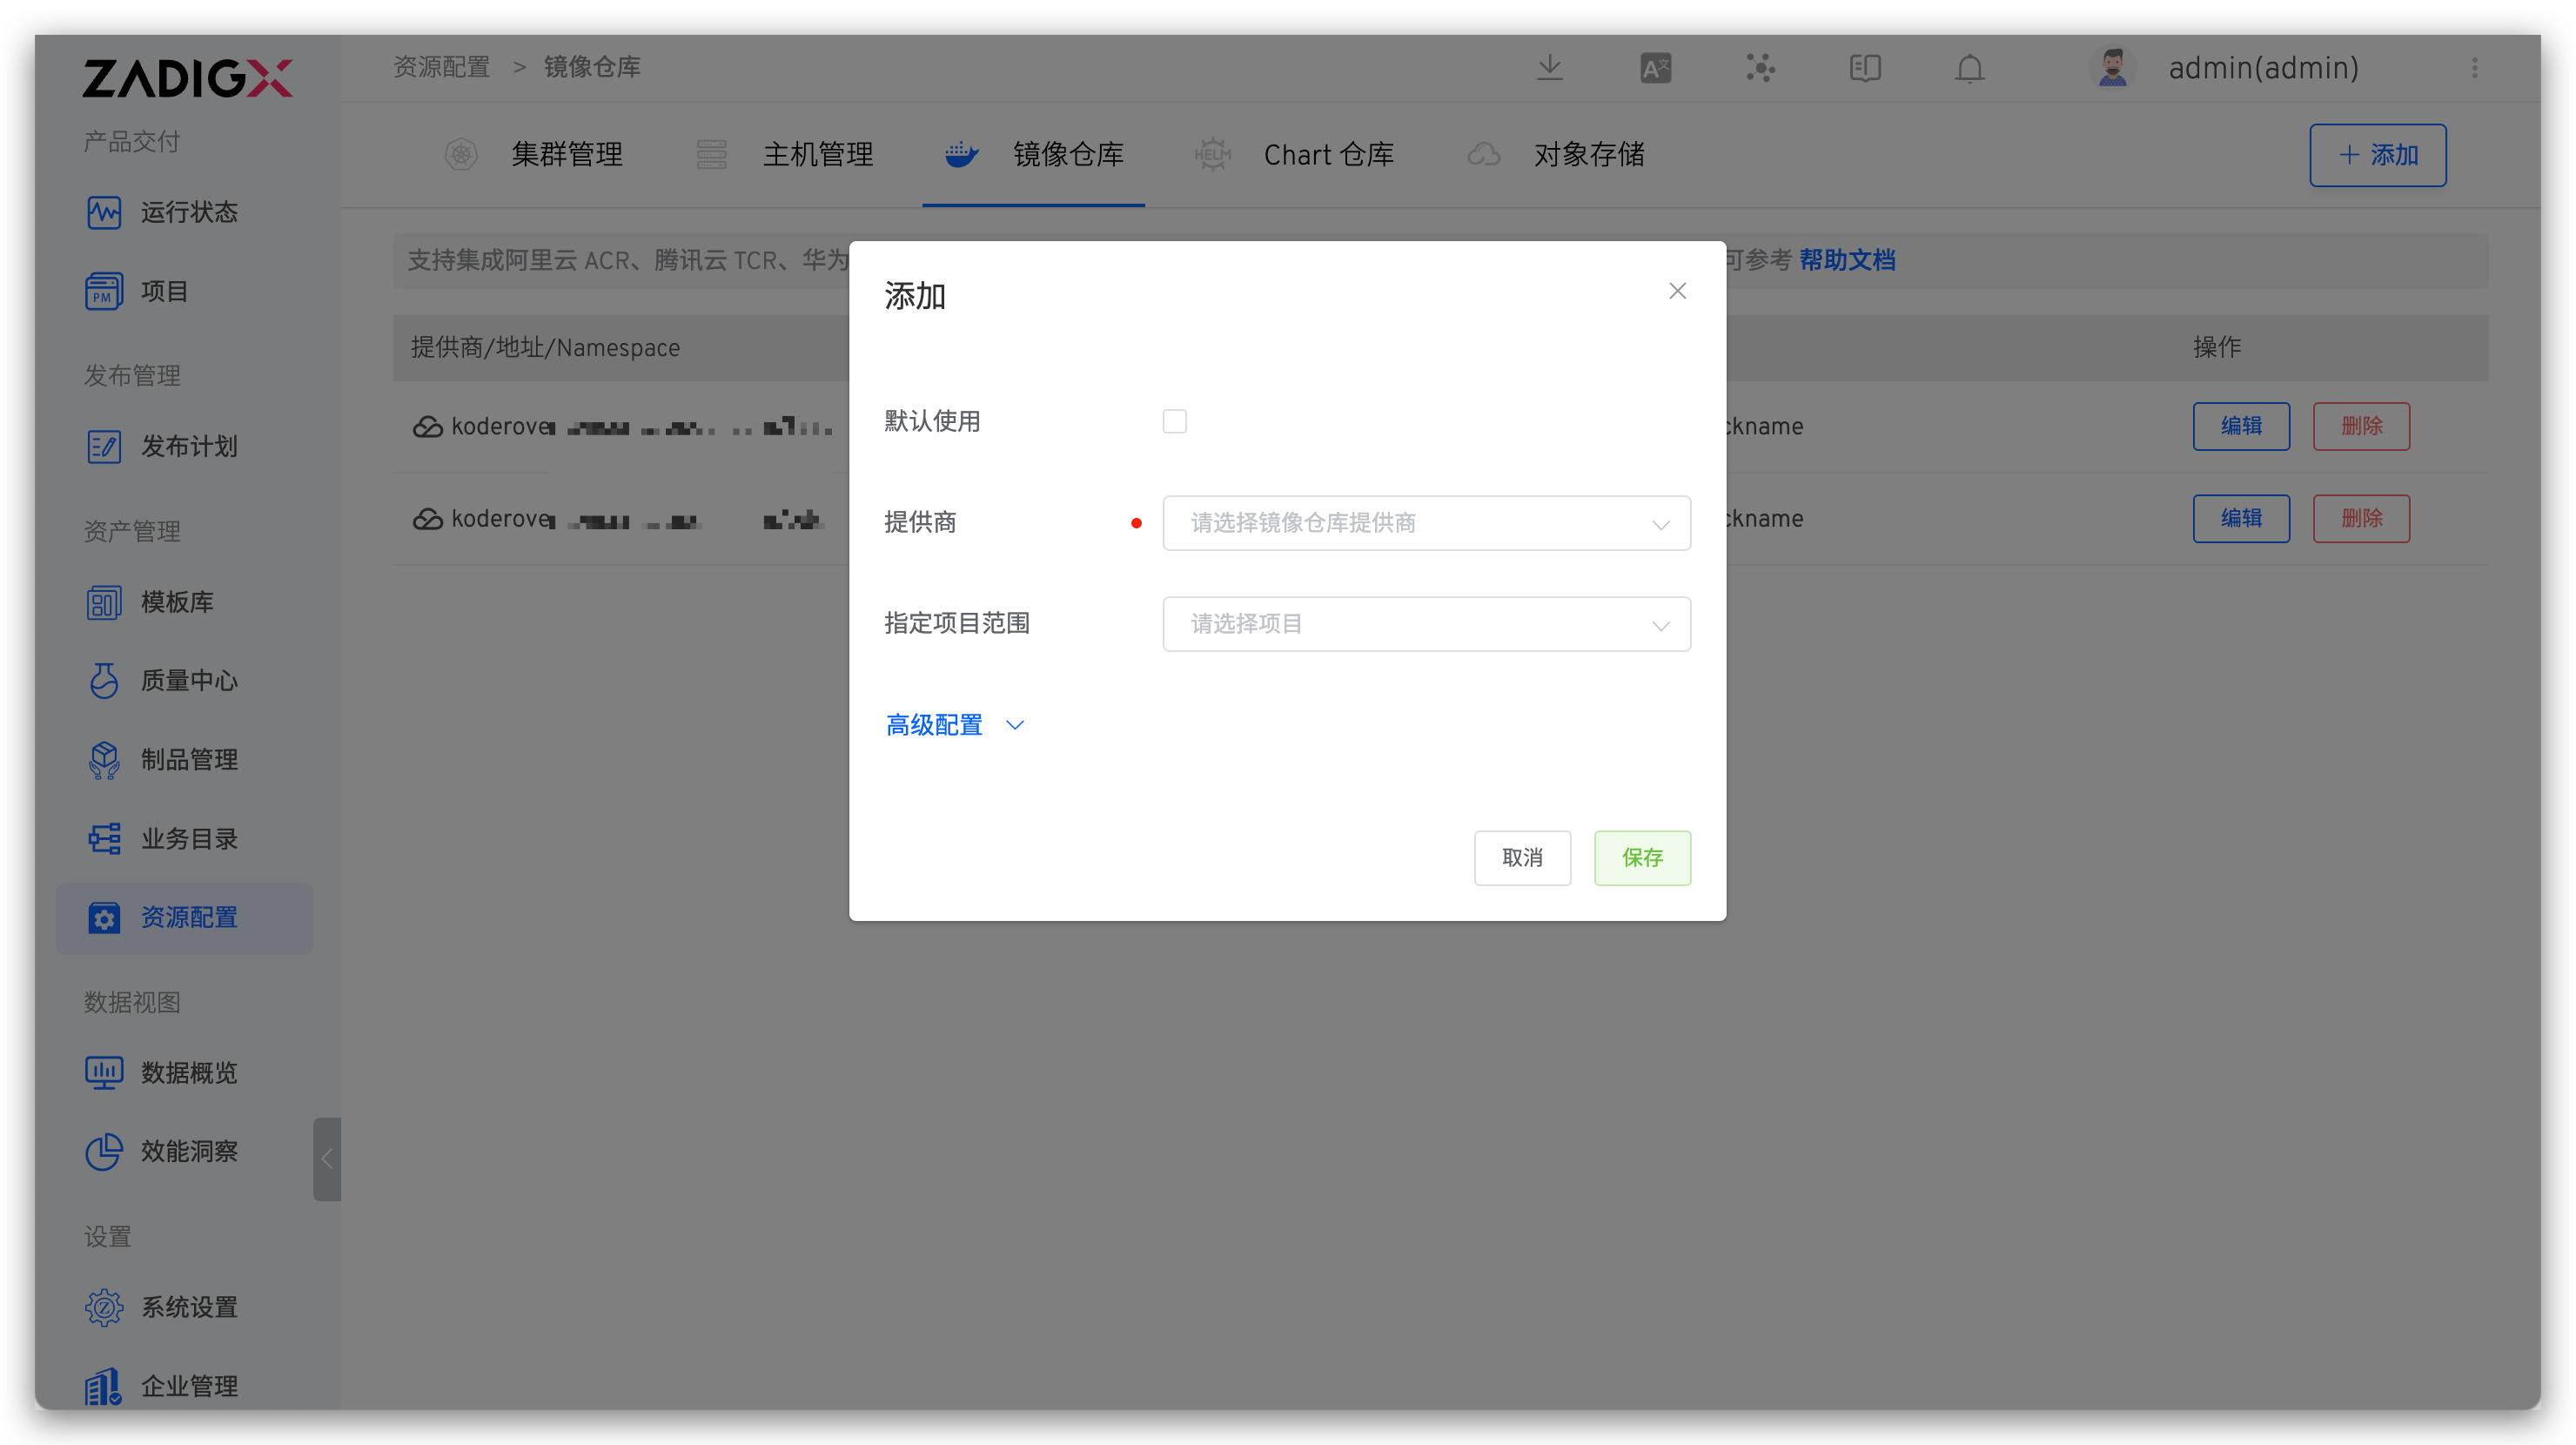 ZADIGX
产品交付
运行状态
PM
项目
发布管理
发布计划
资产管理
模板库
质量中心
制品管理
业务目录
资源配置
数据视图
数据概览
效能洞察
设置
Z
系统设置
企业管理
资源配置 > 镜像仓库
A文
admin(admin)
集群管理
主机管理
镜像仓库
HELM
Chart 仓库
对象存储
+ 添加
支持集成阿里云 ACR、腾讯云 TCR、华为
可参考 帮助文档
提供商/地址/Namespace
操作
koderove
ckname
编辑
删除
koderove
ckname
编辑
删除
添加
默认使用
提供商
请选择镜像仓库提供商
指定项目范围
请选择项目
高级配置
取消
保存